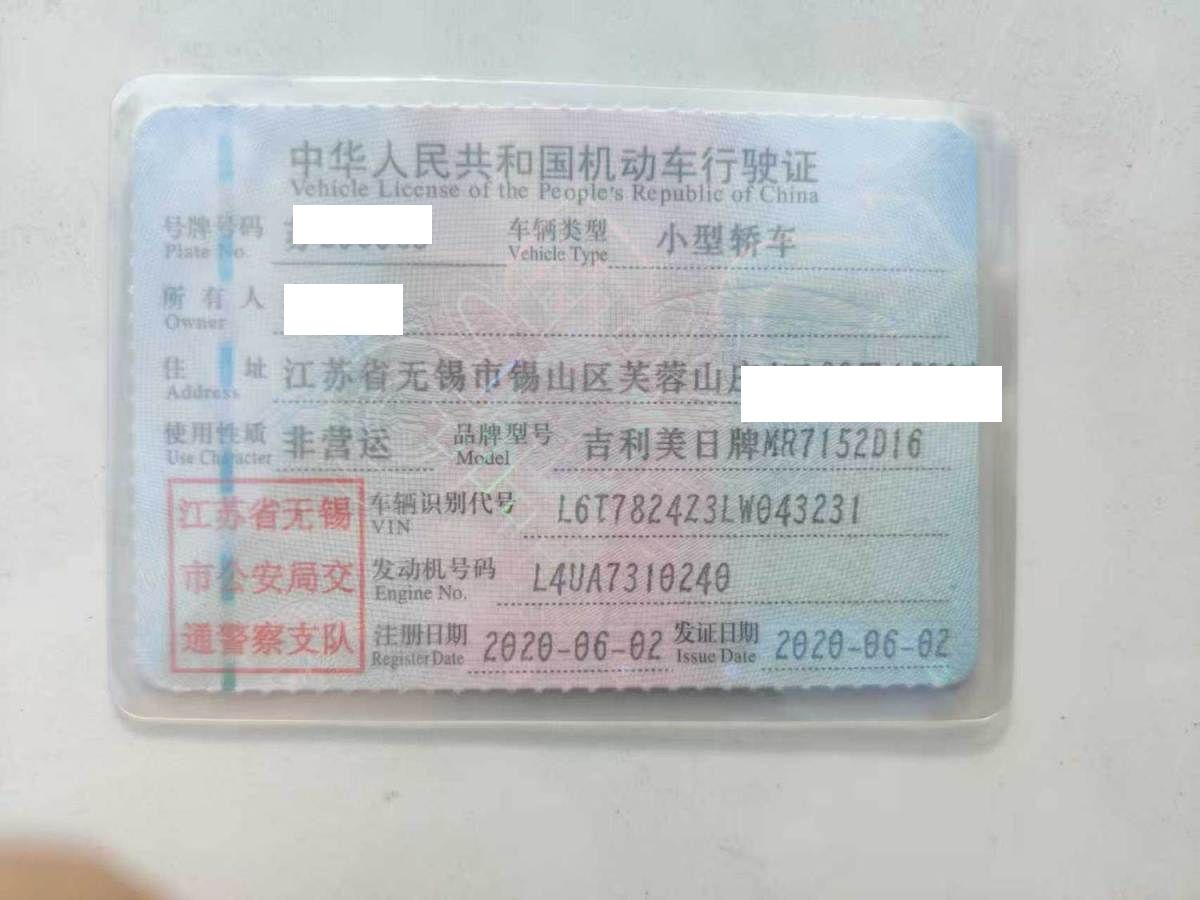 中华人民共和国机动车行驶证
Vehicle License of the People's Republic of China
号牌号码 车辆类型 小型轿车
Plate No. Vehicle Type
所有人
Owner
住址 江苏省无锡市锡山区芙蓉山
Address
使用性质 非营运 品牌型号 吉利美日牌MR7152D16
Use Character Model
江苏省无锡 车辆识别代号 L6T7824Z3LW043231
VIN
市公安局交 发动机号码 L4UA7310240
Engine No.
通警察支队 注册日期 2020-06-02 发证日期 2020-06-02
Register Date Issue Date